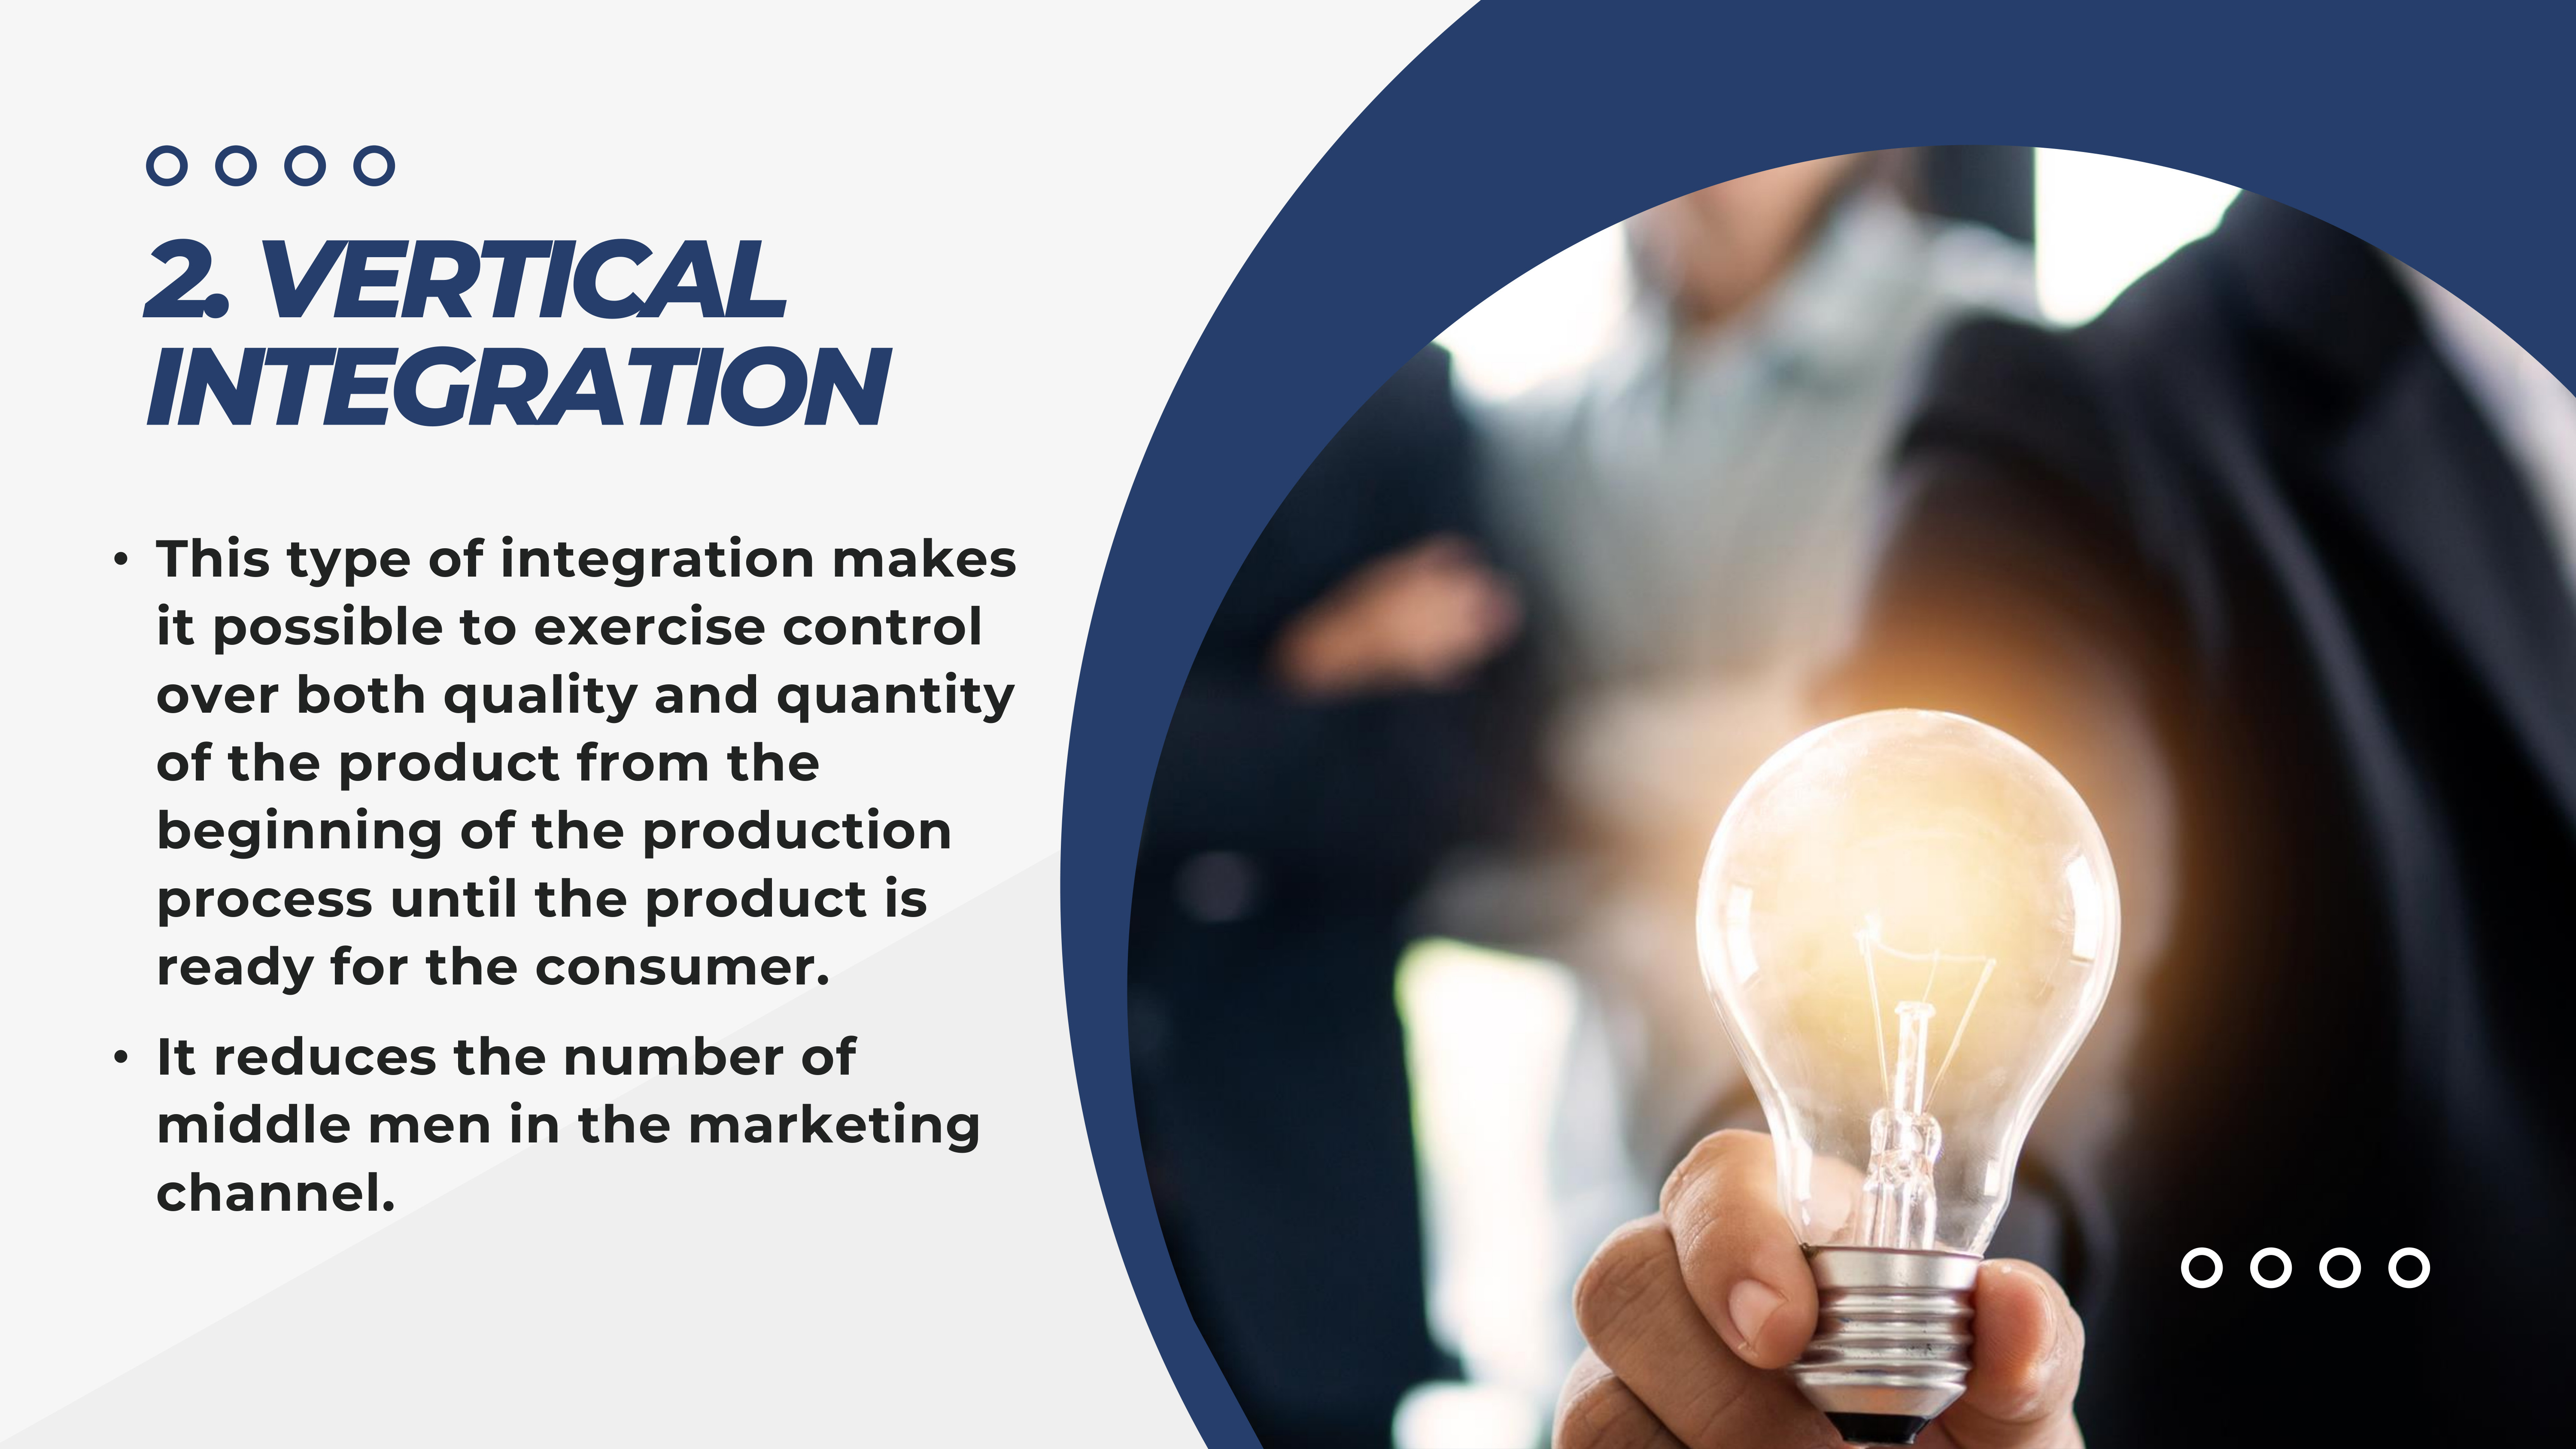 2. VERTICAL
INTEGRATION
• This type of integration makes
it possible to exercise control
over both quality and quantity
of the product from the
beginning of the production
process until the product is
ready for the consumer.
• It reduces the number of
middle men in the marketing
channel.